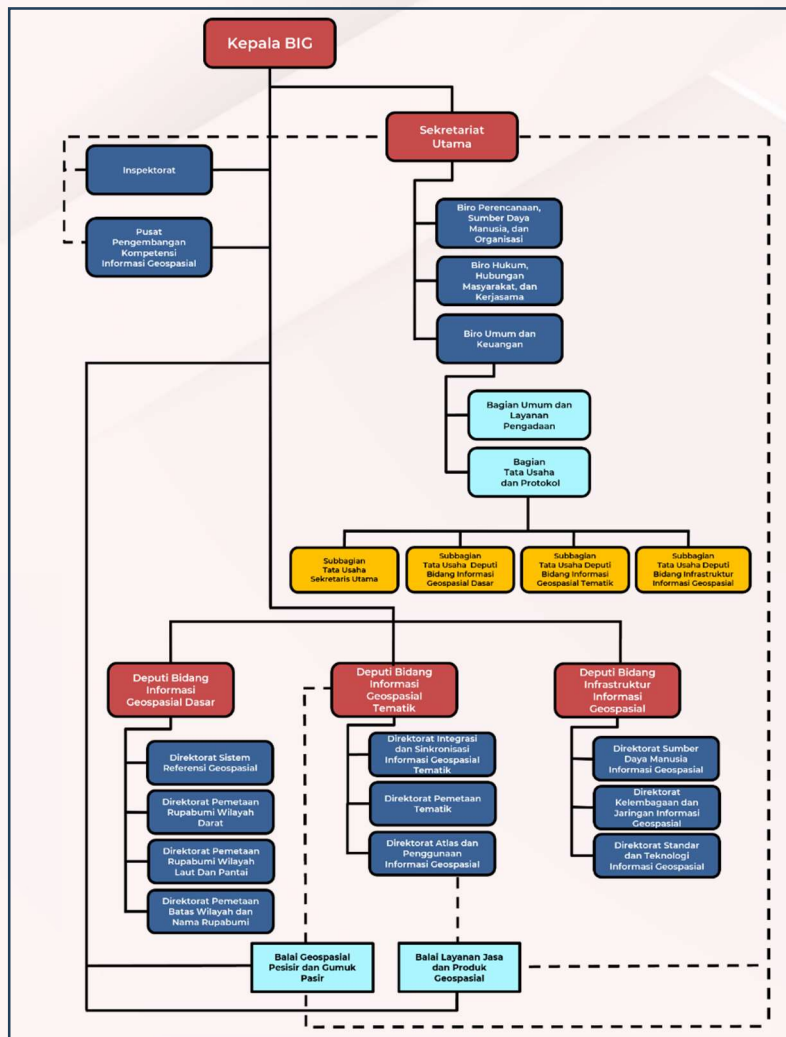 Kepala BIG
Sekretariat
Utama
Inspektorat
Pusat
Pengembangan
Kompetensi
Informasi Geospasial
Biro Perencanaan,
Sumber Daya
Manusia, dan
Organisasi
Biro Hukum,
Hubungan
Masyarakat, dan
Kerjasama
Biro Umum dan
Keuangan
Bagian Umum dan
Layanan
Pengadaan
Bagian
Tata Usaha
dan Protokol
Subbagian
Tata Usaha
Sekretaris Utama
Subbagian
Tata Usaha Deputi
Bidang Informasi
Geospasial Dasar
Subbagian
Tata Usaha Deputi
Bidang Informasi
Geospasial Tematik
Subbagian
Tata Usaha Deputi
Bidang Infrastruktur
Informasi Geospasial
Deputi Bidang
Informasi
Geospasial Dasar
Deputi Bidang
Informasi
Geospasial
Tematik
Deputi Bidang
Infrastruktur
Informasi
Geospasial
Direktorat Sistem
Referensi Geospasial
Direktorat Pemetaan
Rupabumi Wilayah
Darat
Direktorat Pemetaan
Rupabumi Wilayah
Laut Dan Pantai
Direktorat Pemetaan
Batas Wilayah dan
Nama Rupabumi
Direktorat Integrasi
dan Sinkronisasi
Informasi Geospasial
Tematik
Direktorat Pemetaan
Tematik
Direktorat Atlas dan
Penggunaan
Informasi Geospasial
Direktorat Sumber
Daya Manusia
Informasi Geospasial
Direktorat
Kelembagaan dan
Jaringan Informasi
Geospasial
Direktorat Standar
dan Teknologi
Informasi Geospasial
Balai Geospasial
Pesisir dan Gumuk
Pasir
Balai Layanan Jasa
dan Produk
Geospasial